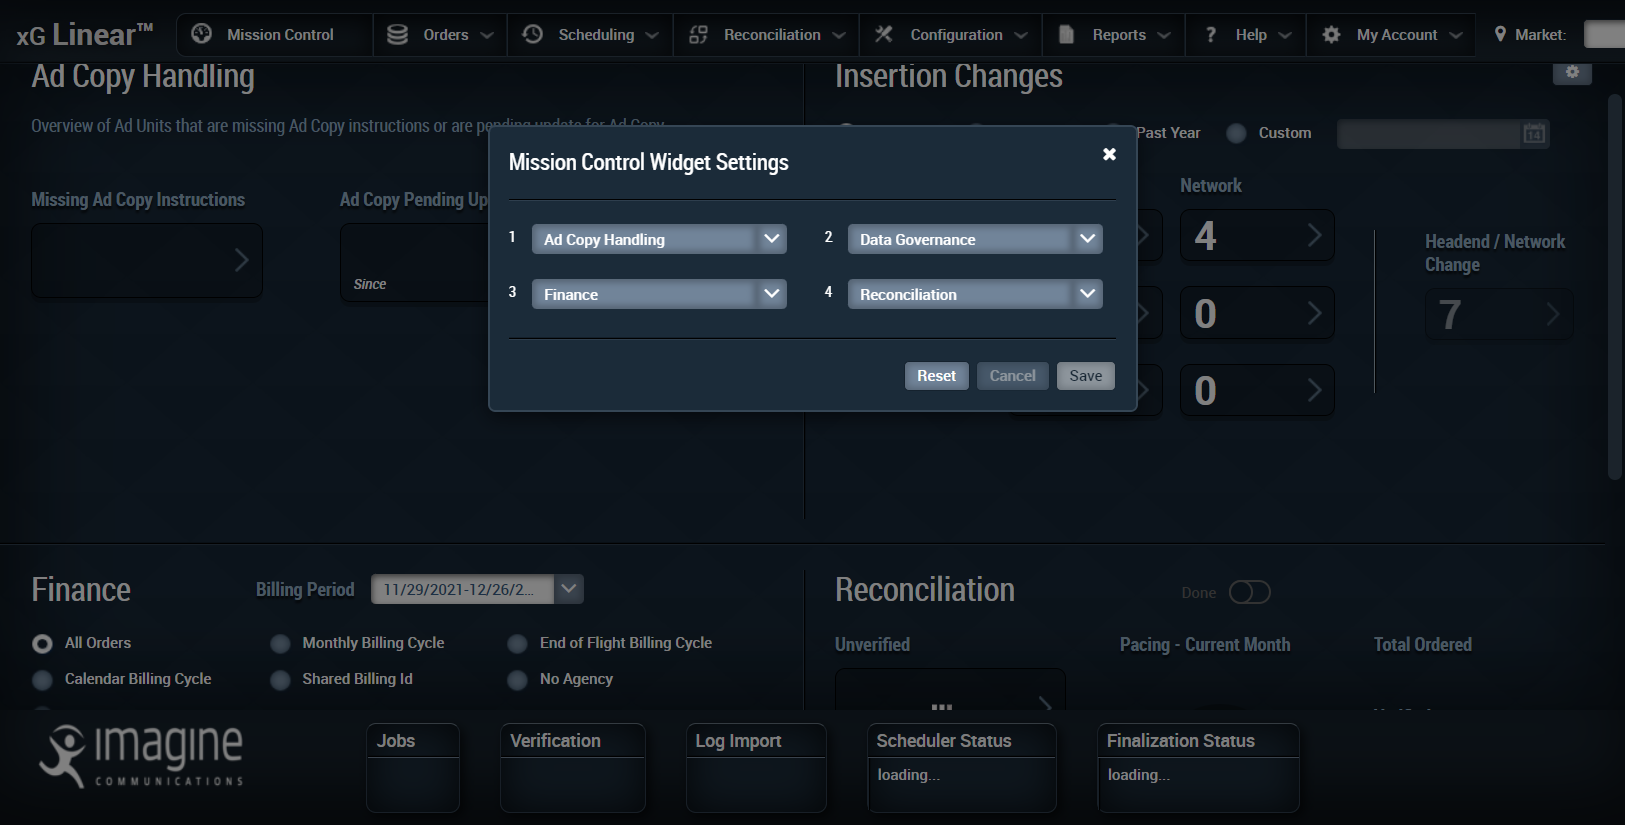 xG Linear™
Mission Control
Orders
Scheduling
Reconciliation
Configuration
Reports
? Help
My Account
Market:
Ad Copy Handling
Insertion Changes
Overview of Ad Units that are missing Ad Copy instructions or are pending update for Ad Copy
Past Year
Custom
14
Missing Ad Copy Instructions
Ad Copy Pending Up
Since
Network
4
0
0
Headend / Network
Change
7
Mission Control Widget Settings
1 Ad Copy Handling
2 Data Governance
3 Finance
4 Reconciliation
Reset
Cancel
Save
Finance
Billing Period
11/29/2021-12/26/2...
All Orders
Monthly Billing Cycle
End of Flight Billing Cycle
Calendar Billing Cycle
Shared Billing Id
No Agency
Reconciliation
Done
Unverified
Pacing - Current Month
Total Ordered
imagine
COMMUNICATIONS
Jobs
Verification
Log Import
Scheduler Status
loading...
Finalization Status
loading...